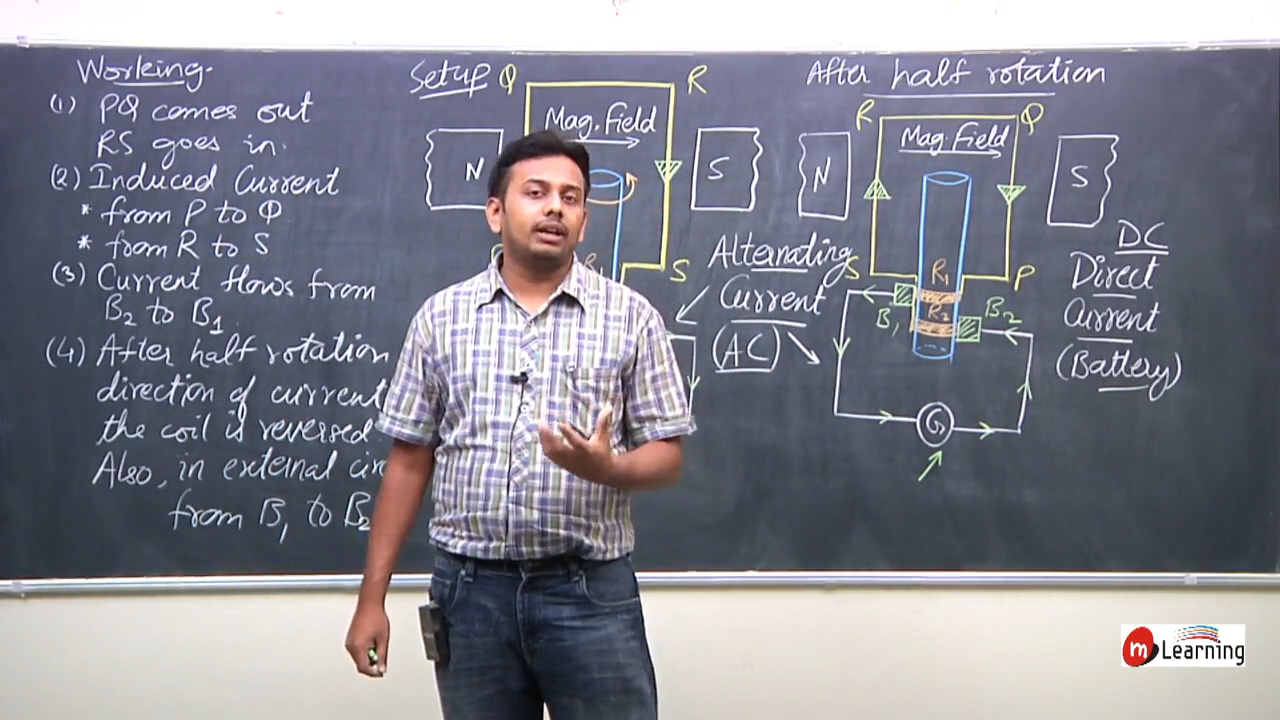 Working.
(1) PQ comes out
RS goes in.
(2) Induced Current
* from P to Q
* from R to S
(3) Current flows from
B2 to B1
(4) After half rotation
direction of current
the coil is reversed.
Also, in external
from B1 to B2
Setup
Q R
Mag. Field
N S
S
Alternating
Current
(AC)
After half rotation
R Q
Mag. Field
N S
S P
R1
R2
B1 B2
G
DC
Direct
Current
(Battery)
m Learning